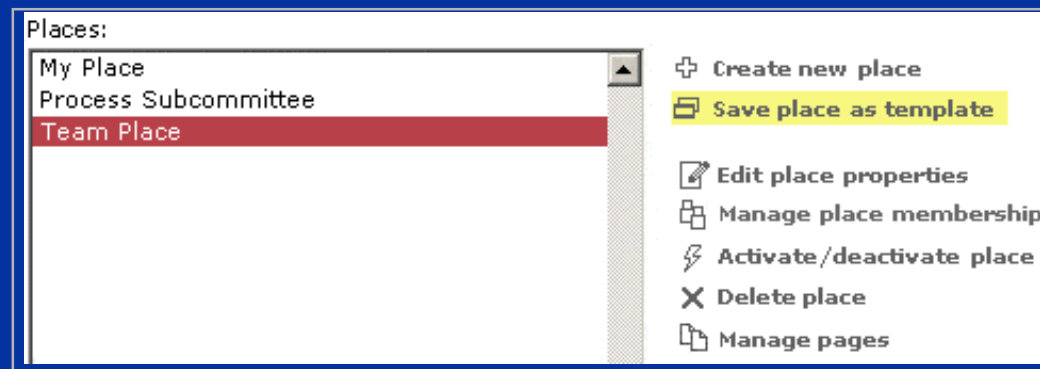 Places:
My Place
Process Subcommittee
Team Place
Create new place
Save place as template
Edit place properties
Manage place membership
Activate/deactivate place
Delete place
Manage pages